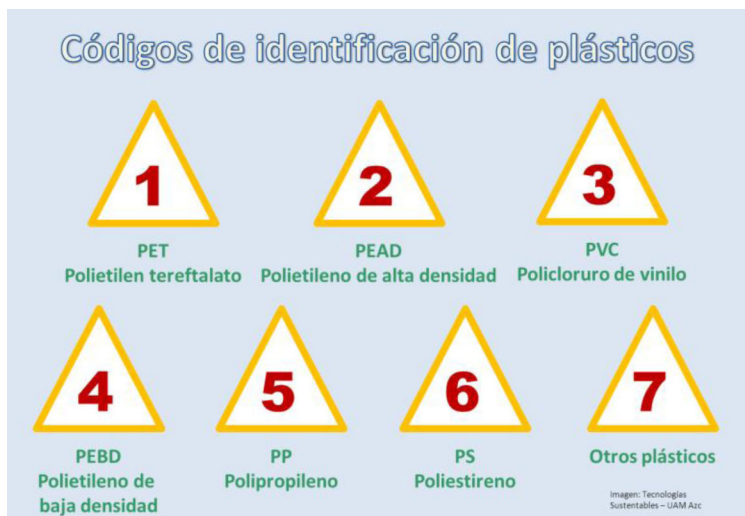 Códigos de identificación de plásticos
1
2
3
PET
Polietilen tereftalato
PEAD
Polietileno de alta densidad
PVC
Policloruro de vinilo
4
5
6
7
PEBD
Polietileno de
baja densidad
PP
Polipropileno
PS
Poliestireno
Otros plásticos
Imagen: Tecnologías
Sustentables – UAM Azc